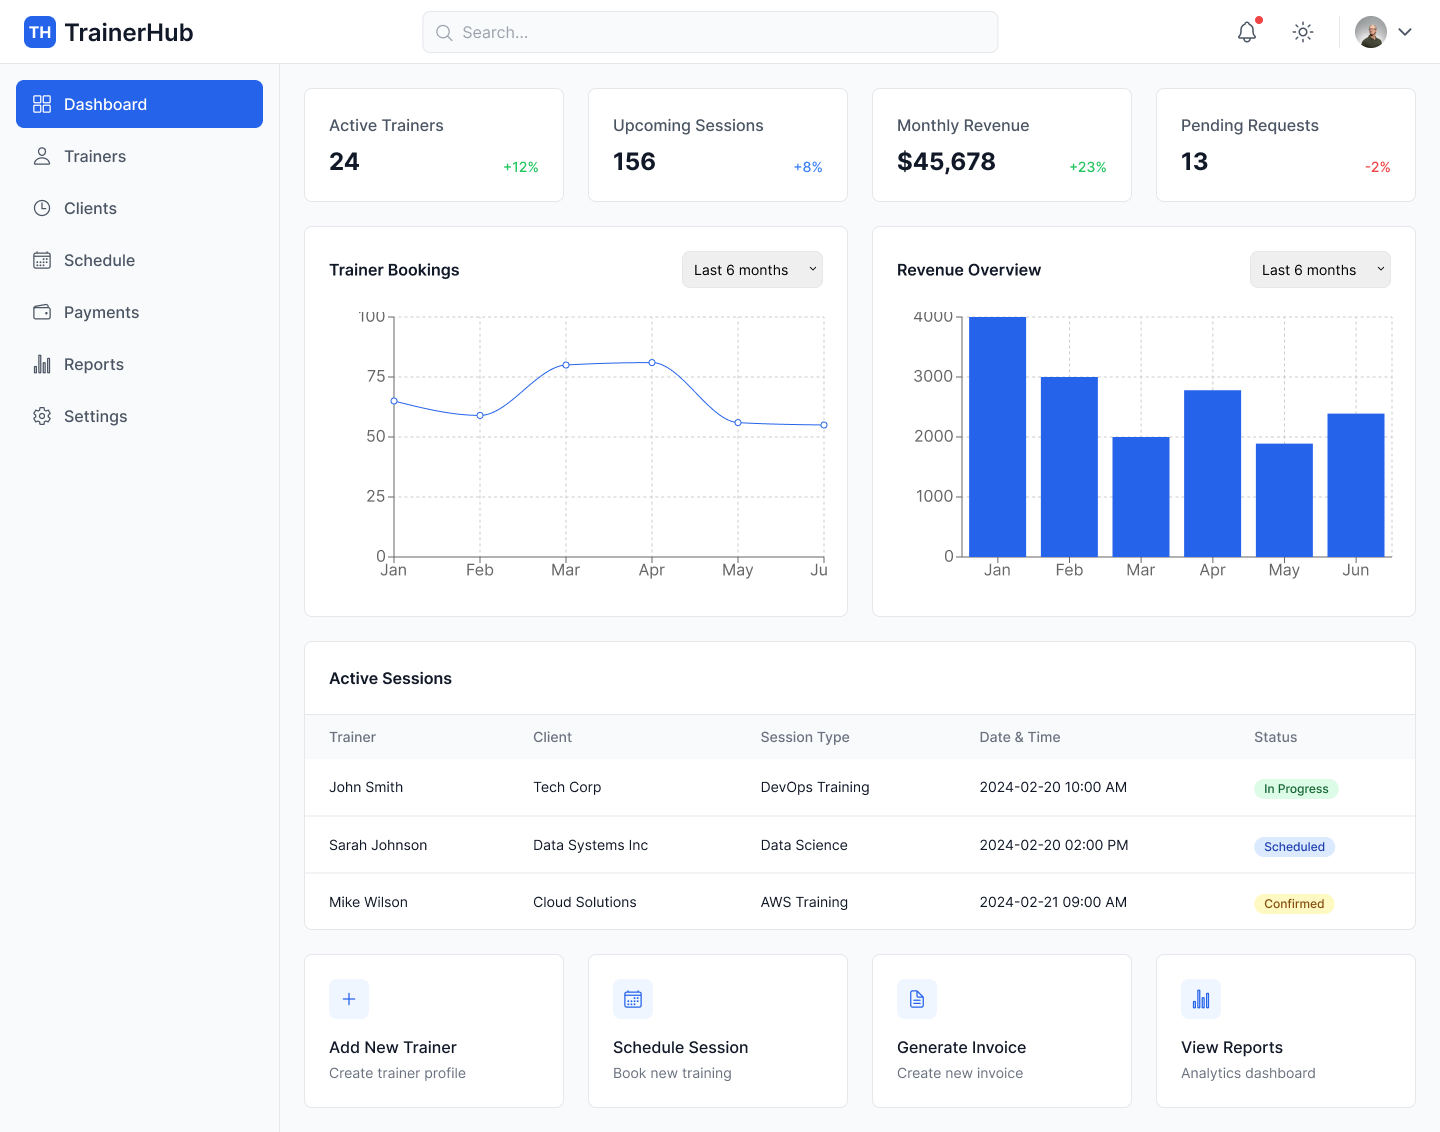 TH TrainerHub
Search...
Dashboard
Trainers
Clients
Schedule
Payments
Reports
Settings
Active Trainers
24 +12%
Upcoming Sessions
156 +8%
Monthly Revenue
$45,678 +23%
Pending Requests
13 -2%
Trainer Bookings Last 6 months
100
75
50
25
0
Jan Feb Mar Apr May Ju
Revenue Overview Last 6 months
4000
3000
2000
1000
0
Jan Feb Mar Apr May Jun
Active Sessions
Trainer Client Session Type Date & Time Status
John Smith Tech Corp DevOps Training 2024-02-20 10:00 AM In Progress
Sarah Johnson Data Systems Inc Data Science 2024-02-20 02:00 PM Scheduled
Mike Wilson Cloud Solutions AWS Training 2024-02-21 09:00 AM Confirmed
Add New Trainer
Create trainer profile
Schedule Session
Book new training
Generate Invoice
Create new invoice
View Reports
Analytics dashboard